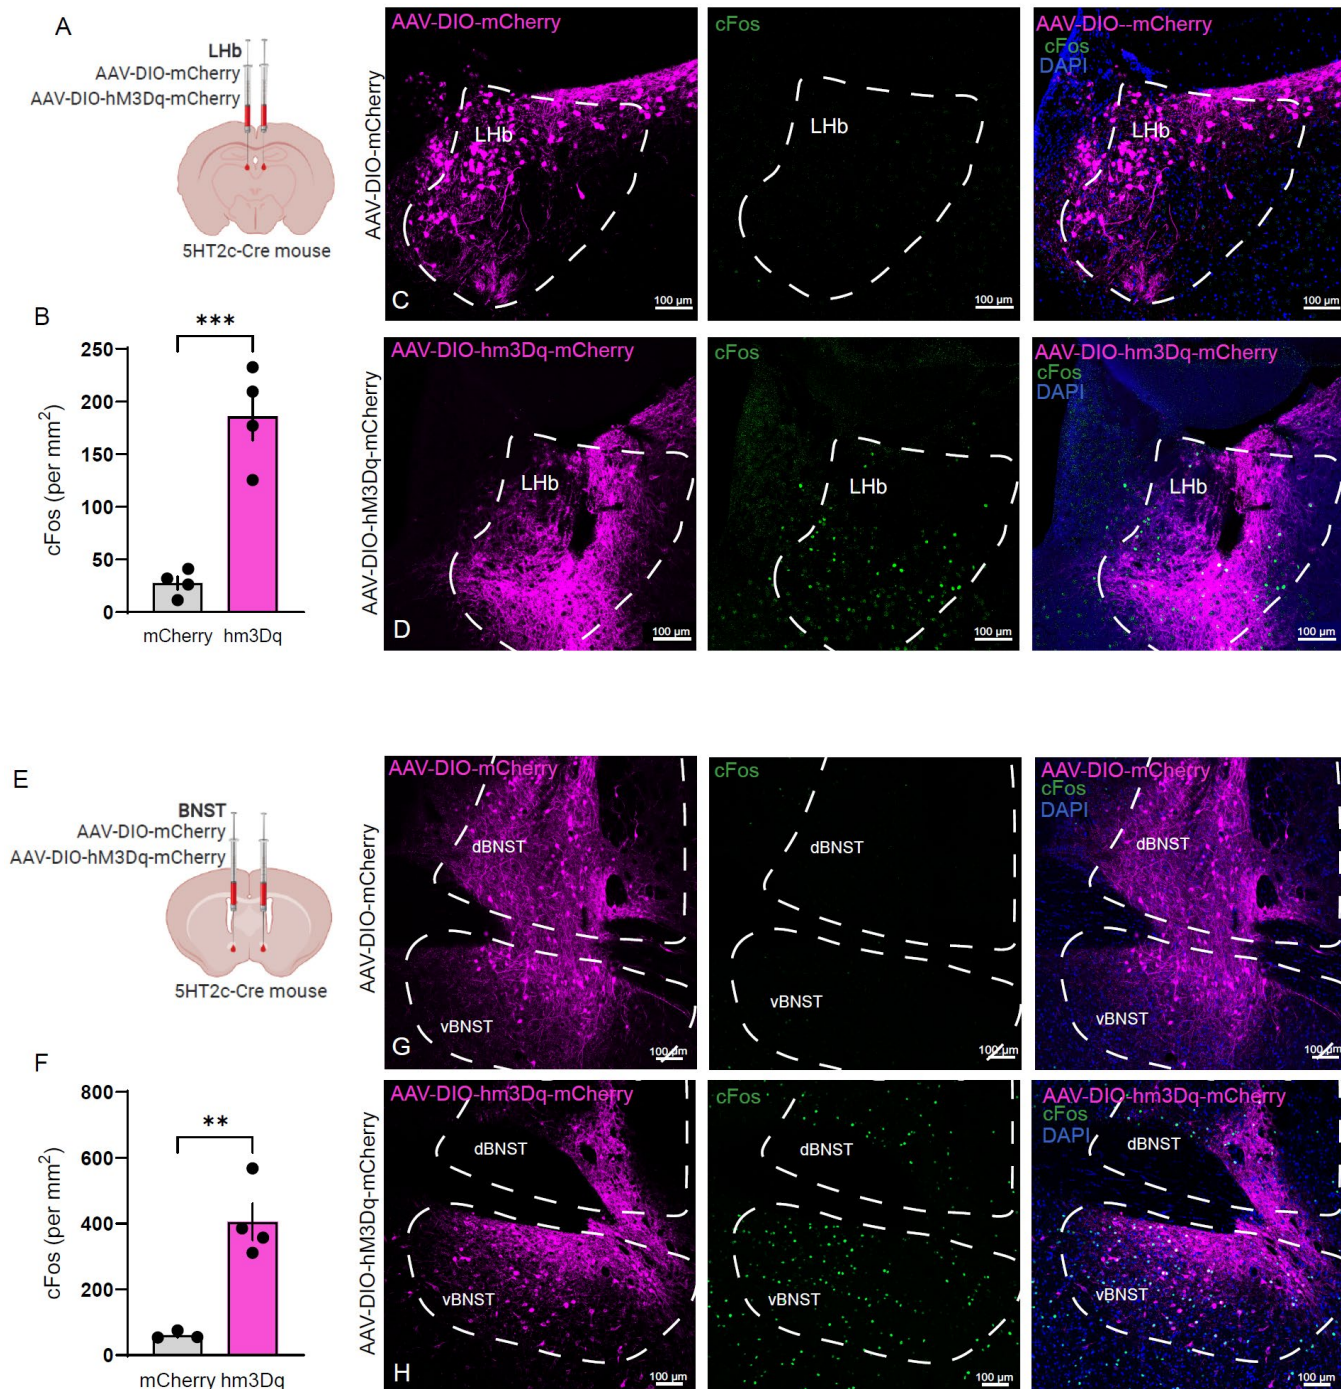 A
LHb
AAV-DIO-mCherry
AAV-DIO-hM3Dq-mCherry
5HT2c-Cre mouse
B
***
250
200
150
100
50
0
cFos (per mm²)
mCherry hm3Dq
AAV-DIO-mCherry
AAV-DIO-mCherry
LHb
C
100 µm
cFos
LHb
100 µm
AAV-DIO--mCherry
cFos
DAPI
LHb
100 µm
AAV-DIO-hM3Dq-mCherry
AAV-DIO-hm3Dq-mCherry
LHb
D
100 µm
cFos
LHb
100 µm
AAV-DIO-hm3Dq-mCherry
cFos
DAPI
LHb
100 µm
E
BNST
AAV-DIO-mCherry
AAV-DIO-hM3Dq-mCherry
5HT2c-Cre mouse
F
**
800
600
400
200
0
cFos (per mm²)
mCherry hm3Dq
AAV-DIO-mCherry
AAV-DIO-mCherry
dBNST
vBNST
G
100 µm
cFos
dBNST
vBNST
100 µm
AAV-DIO-mCherry
cFos
DAPI
dBNST
vBNST
100 µm
AAV-DIO-hM3Dq-mCherry
AAV-DIO-hm3Dq-mCherry
dBNST
vBNST
H
100 µm
cFos
dBNST
vBNST
100 µm
AAV-DIO-hm3Dq-mCherry
cFos
DAPI
dBNST
vBNST
100 µm